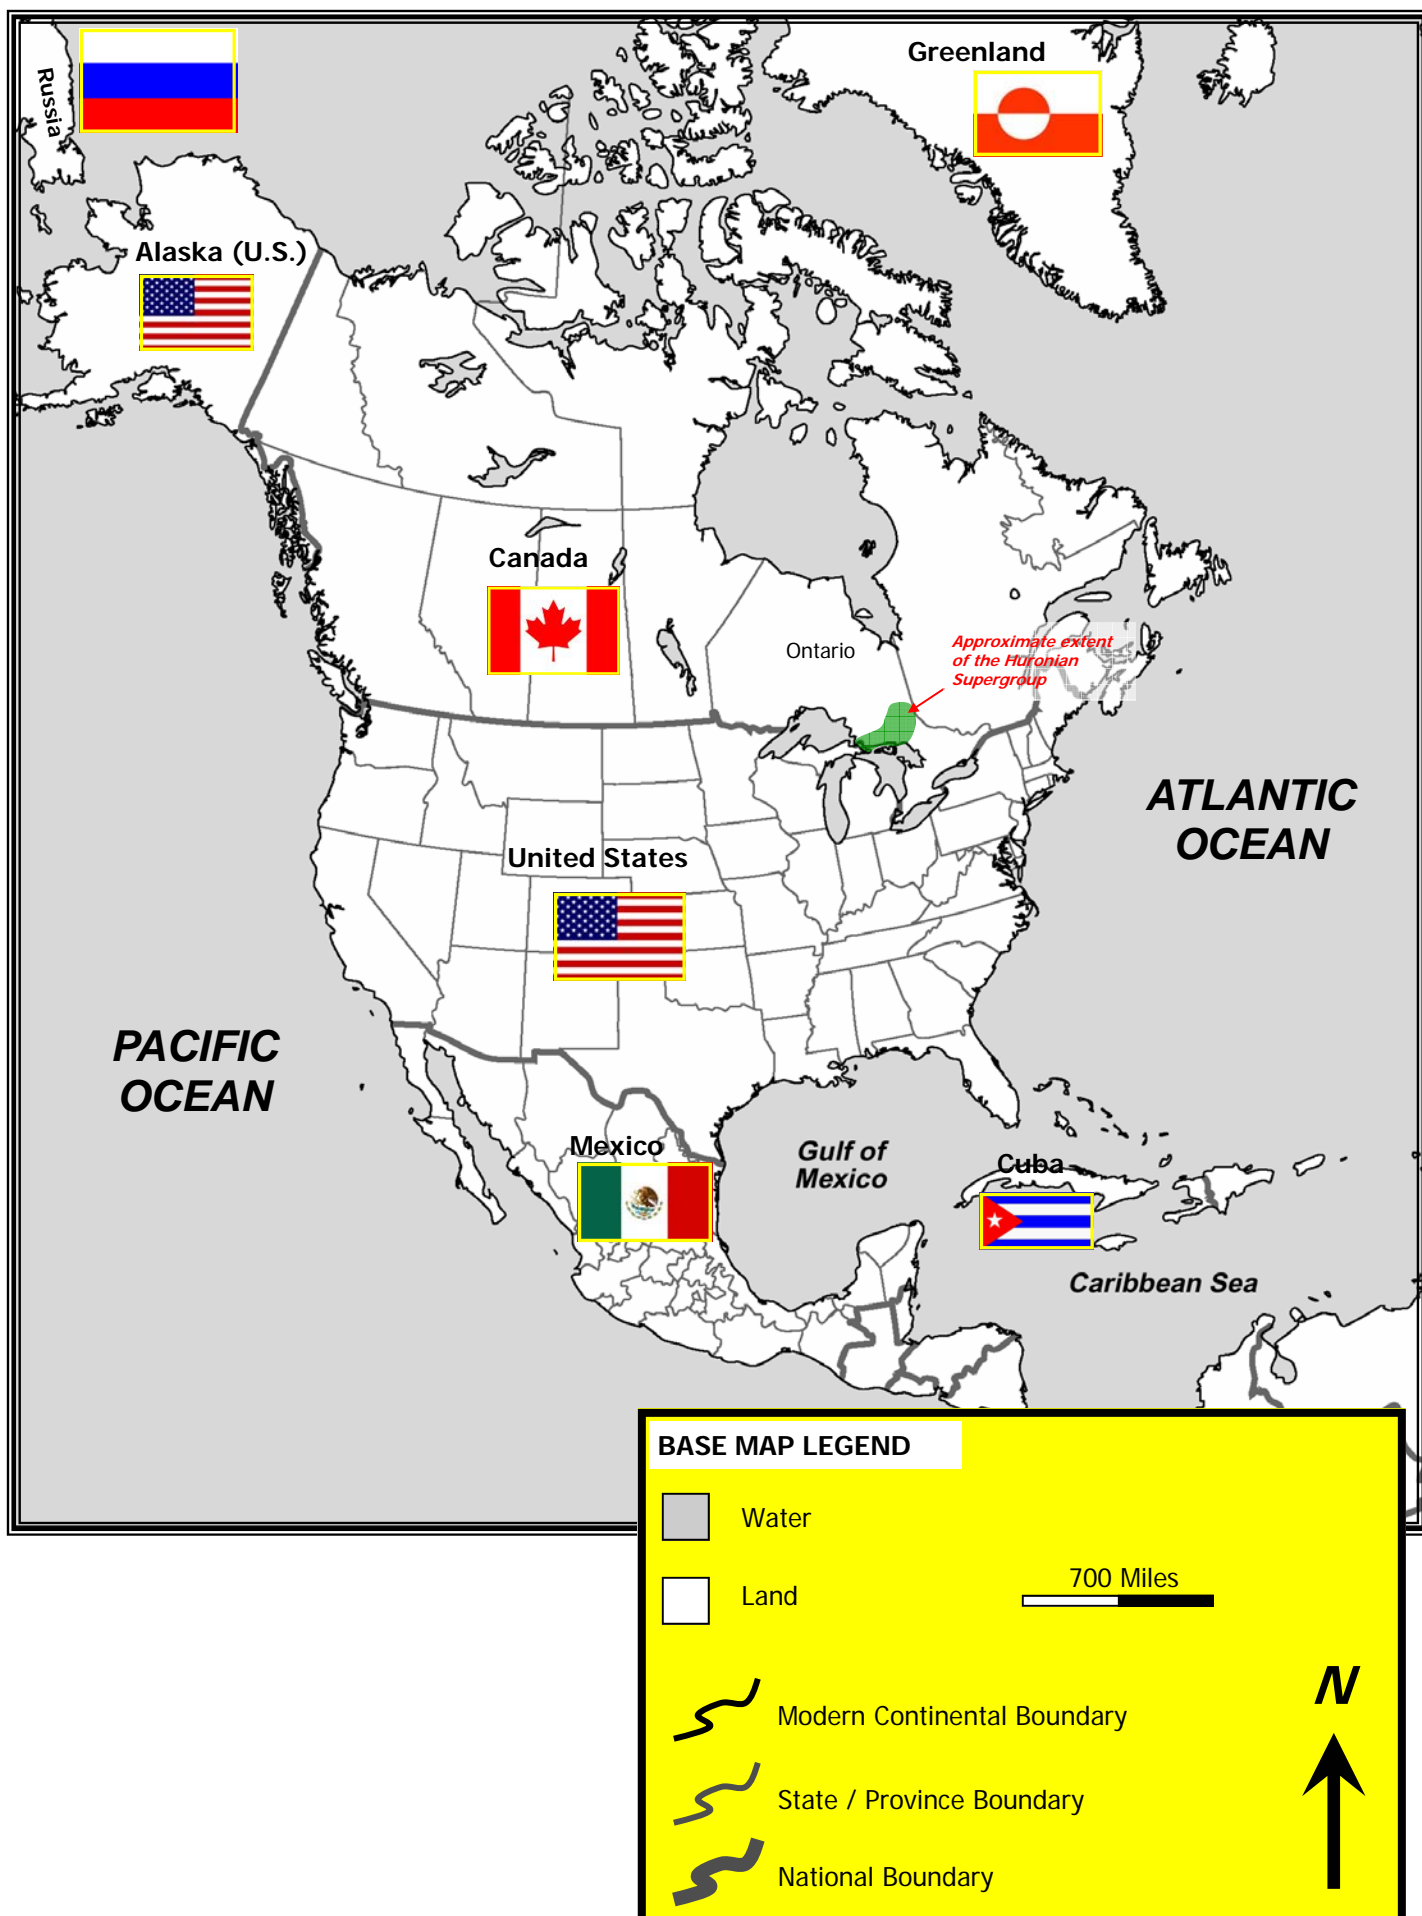 Russia
Greenland
Alaska (U.S.)
Canada
Ontario
Approximate extent
of the Huronian
Supergroup
ATLANTIC
OCEAN
United States
PACIFIC
OCEAN
Mexico
Gulf of
Mexico
Cuba
Caribbean Sea
BASE MAP LEGEND
Water
Land
700 Miles
N
Modern Continental Boundary
State / Province Boundary
National Boundary